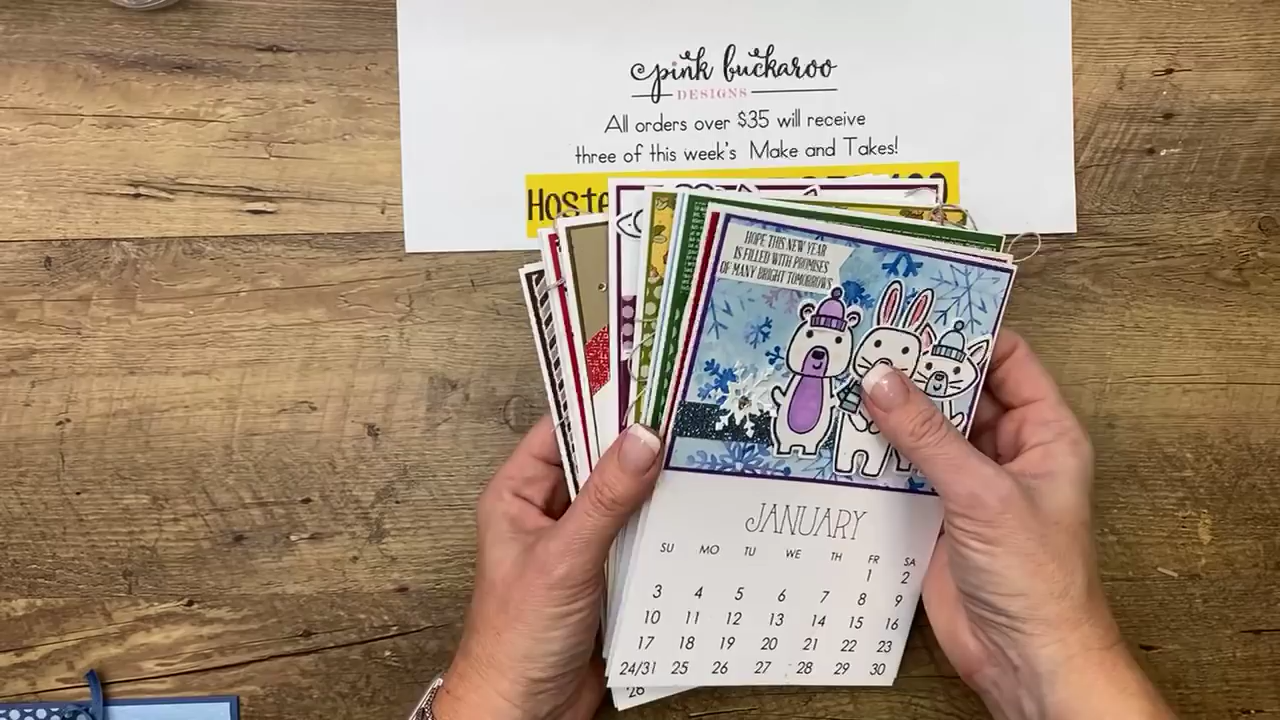 pink buckaroo
DESIGNS
All orders over $35 will receive
three of this week's Make and Takes!
HOPE THIS NEW YEAR
IS FILLED WITH PROMISES
OF MANY BRIGHT TOMORROWS
JANUARY
SU MO TU WE TH FR SA
1 2
3 4 5 6 7 8 9
10 11 12 13 14 15 16
17 18 19 20 21 22 23
24/31 25 26 27 28 29 30